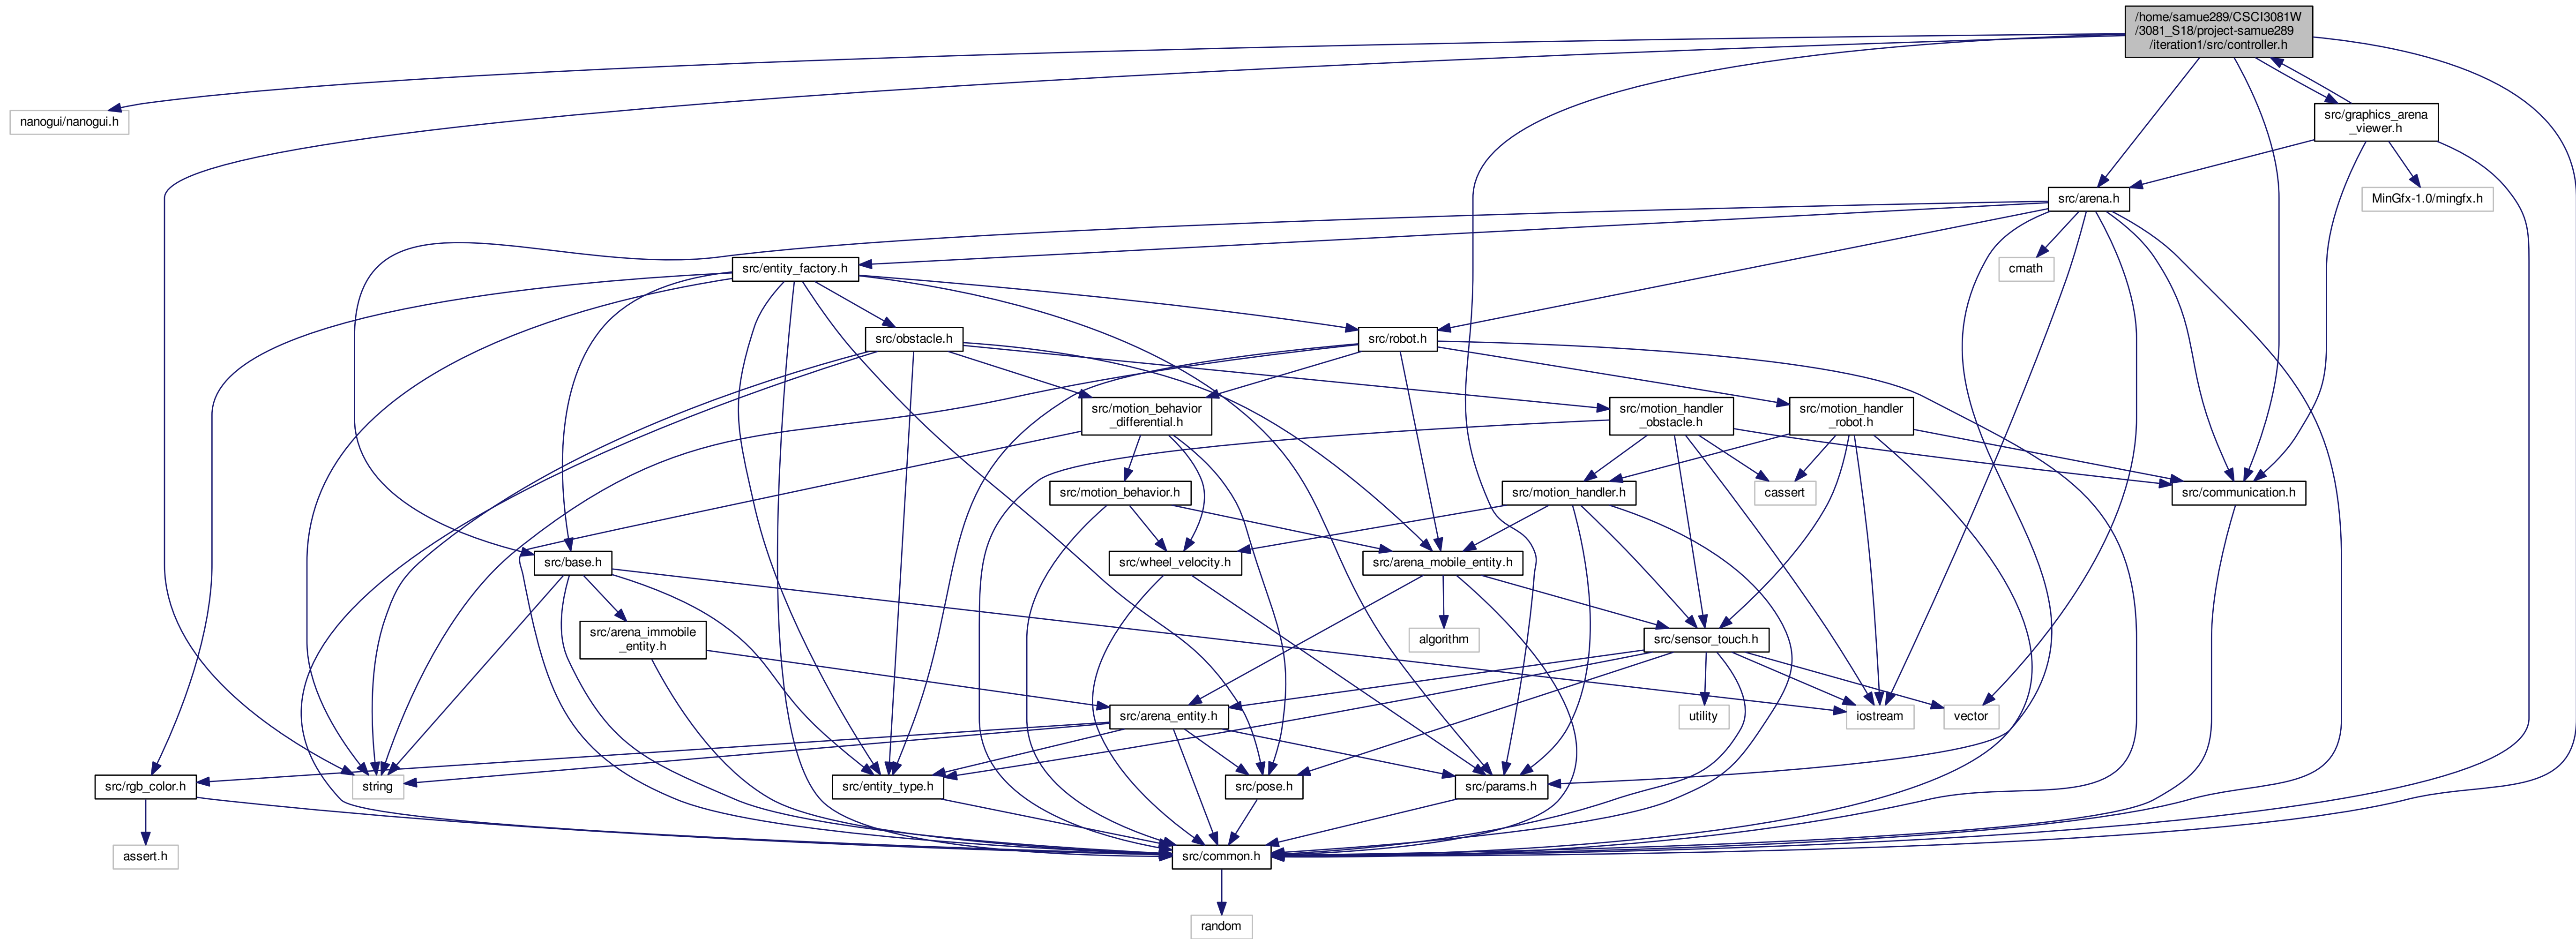 /home/samue289/CSCI3081W
/3081_S18/project-samue289
/iteration1/src/controller.h
nanogui/nanogui.h
src/graphics_arena
_viewer.h
src/arena.h
MinGfx-1.0/mingfx.h
src/entity_factory.h
cmath
src/obstacle.h
src/robot.h
src/motion_behavior
_differential.h
src/motion_handler
_obstacle.h
src/motion_handler
_robot.h
src/motion_behavior.h
src/motion_handler.h
cassert
src/communication.h
src/base.h
src/wheel_velocity.h
src/arena_mobile_entity.h
src/arena_immobile
_entity.h
algorithm
src/sensor_touch.h
src/arena_entity.h
utility
iostream
vector
src/rgb_color.h
string
src/entity_type.h
src/pose.h
src/params.h
assert.h
src/common.h
random